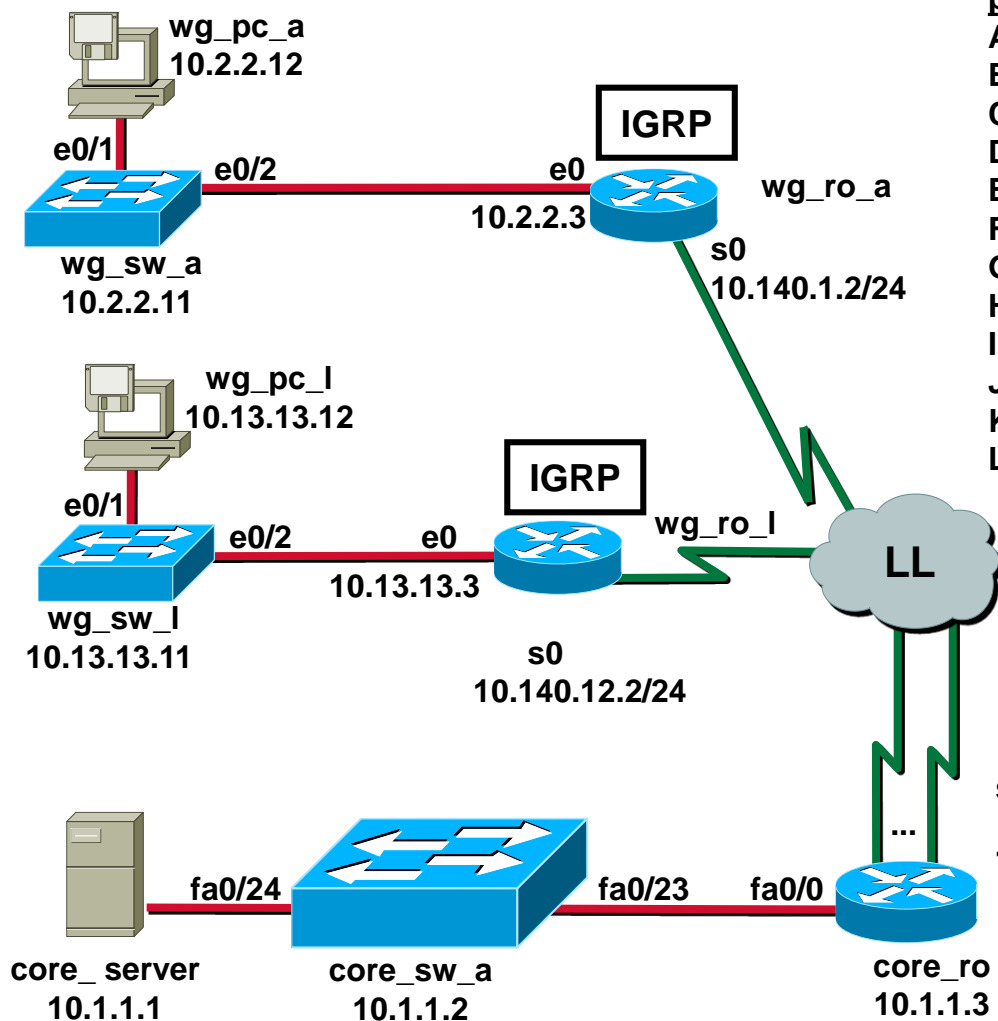 wg_pc_a
10.2.2.12
e0/1
e0/2
e0
IGRP
wg_ro_a
10.2.2.3
wg_sw_a
10.2.2.11
s0
10.140.1.2/24
wg_pc_l
10.13.13.12
IGRP
e0/1
e0/2
e0
wg_ro_l
10.13.13.3
LL
wg_sw_l
10.13.13.11
s0
10.140.12.2/24
...
fa0/24
fa0/23
fa0/0
core_ server
10.1.1.1
core_sw_a
10.1.1.2
core_ro
10.1.1.3
A
B
C
D
E
F
G
H
I
J
K
L